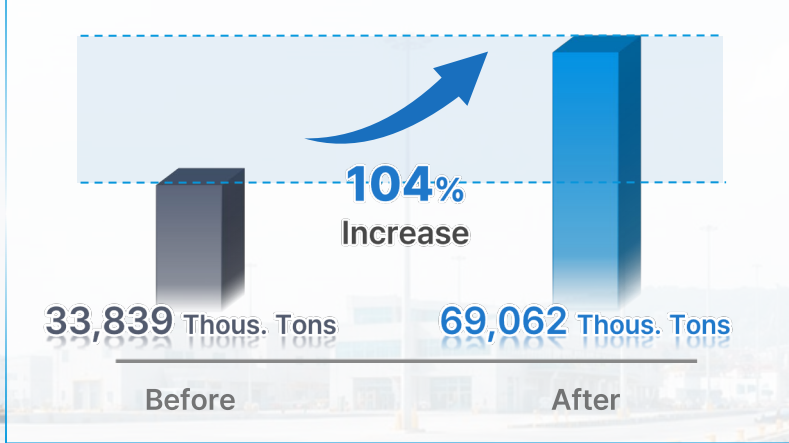 104%
Increase
33,839 Thous. Tons
69,062 Thous. Tons
Before
After